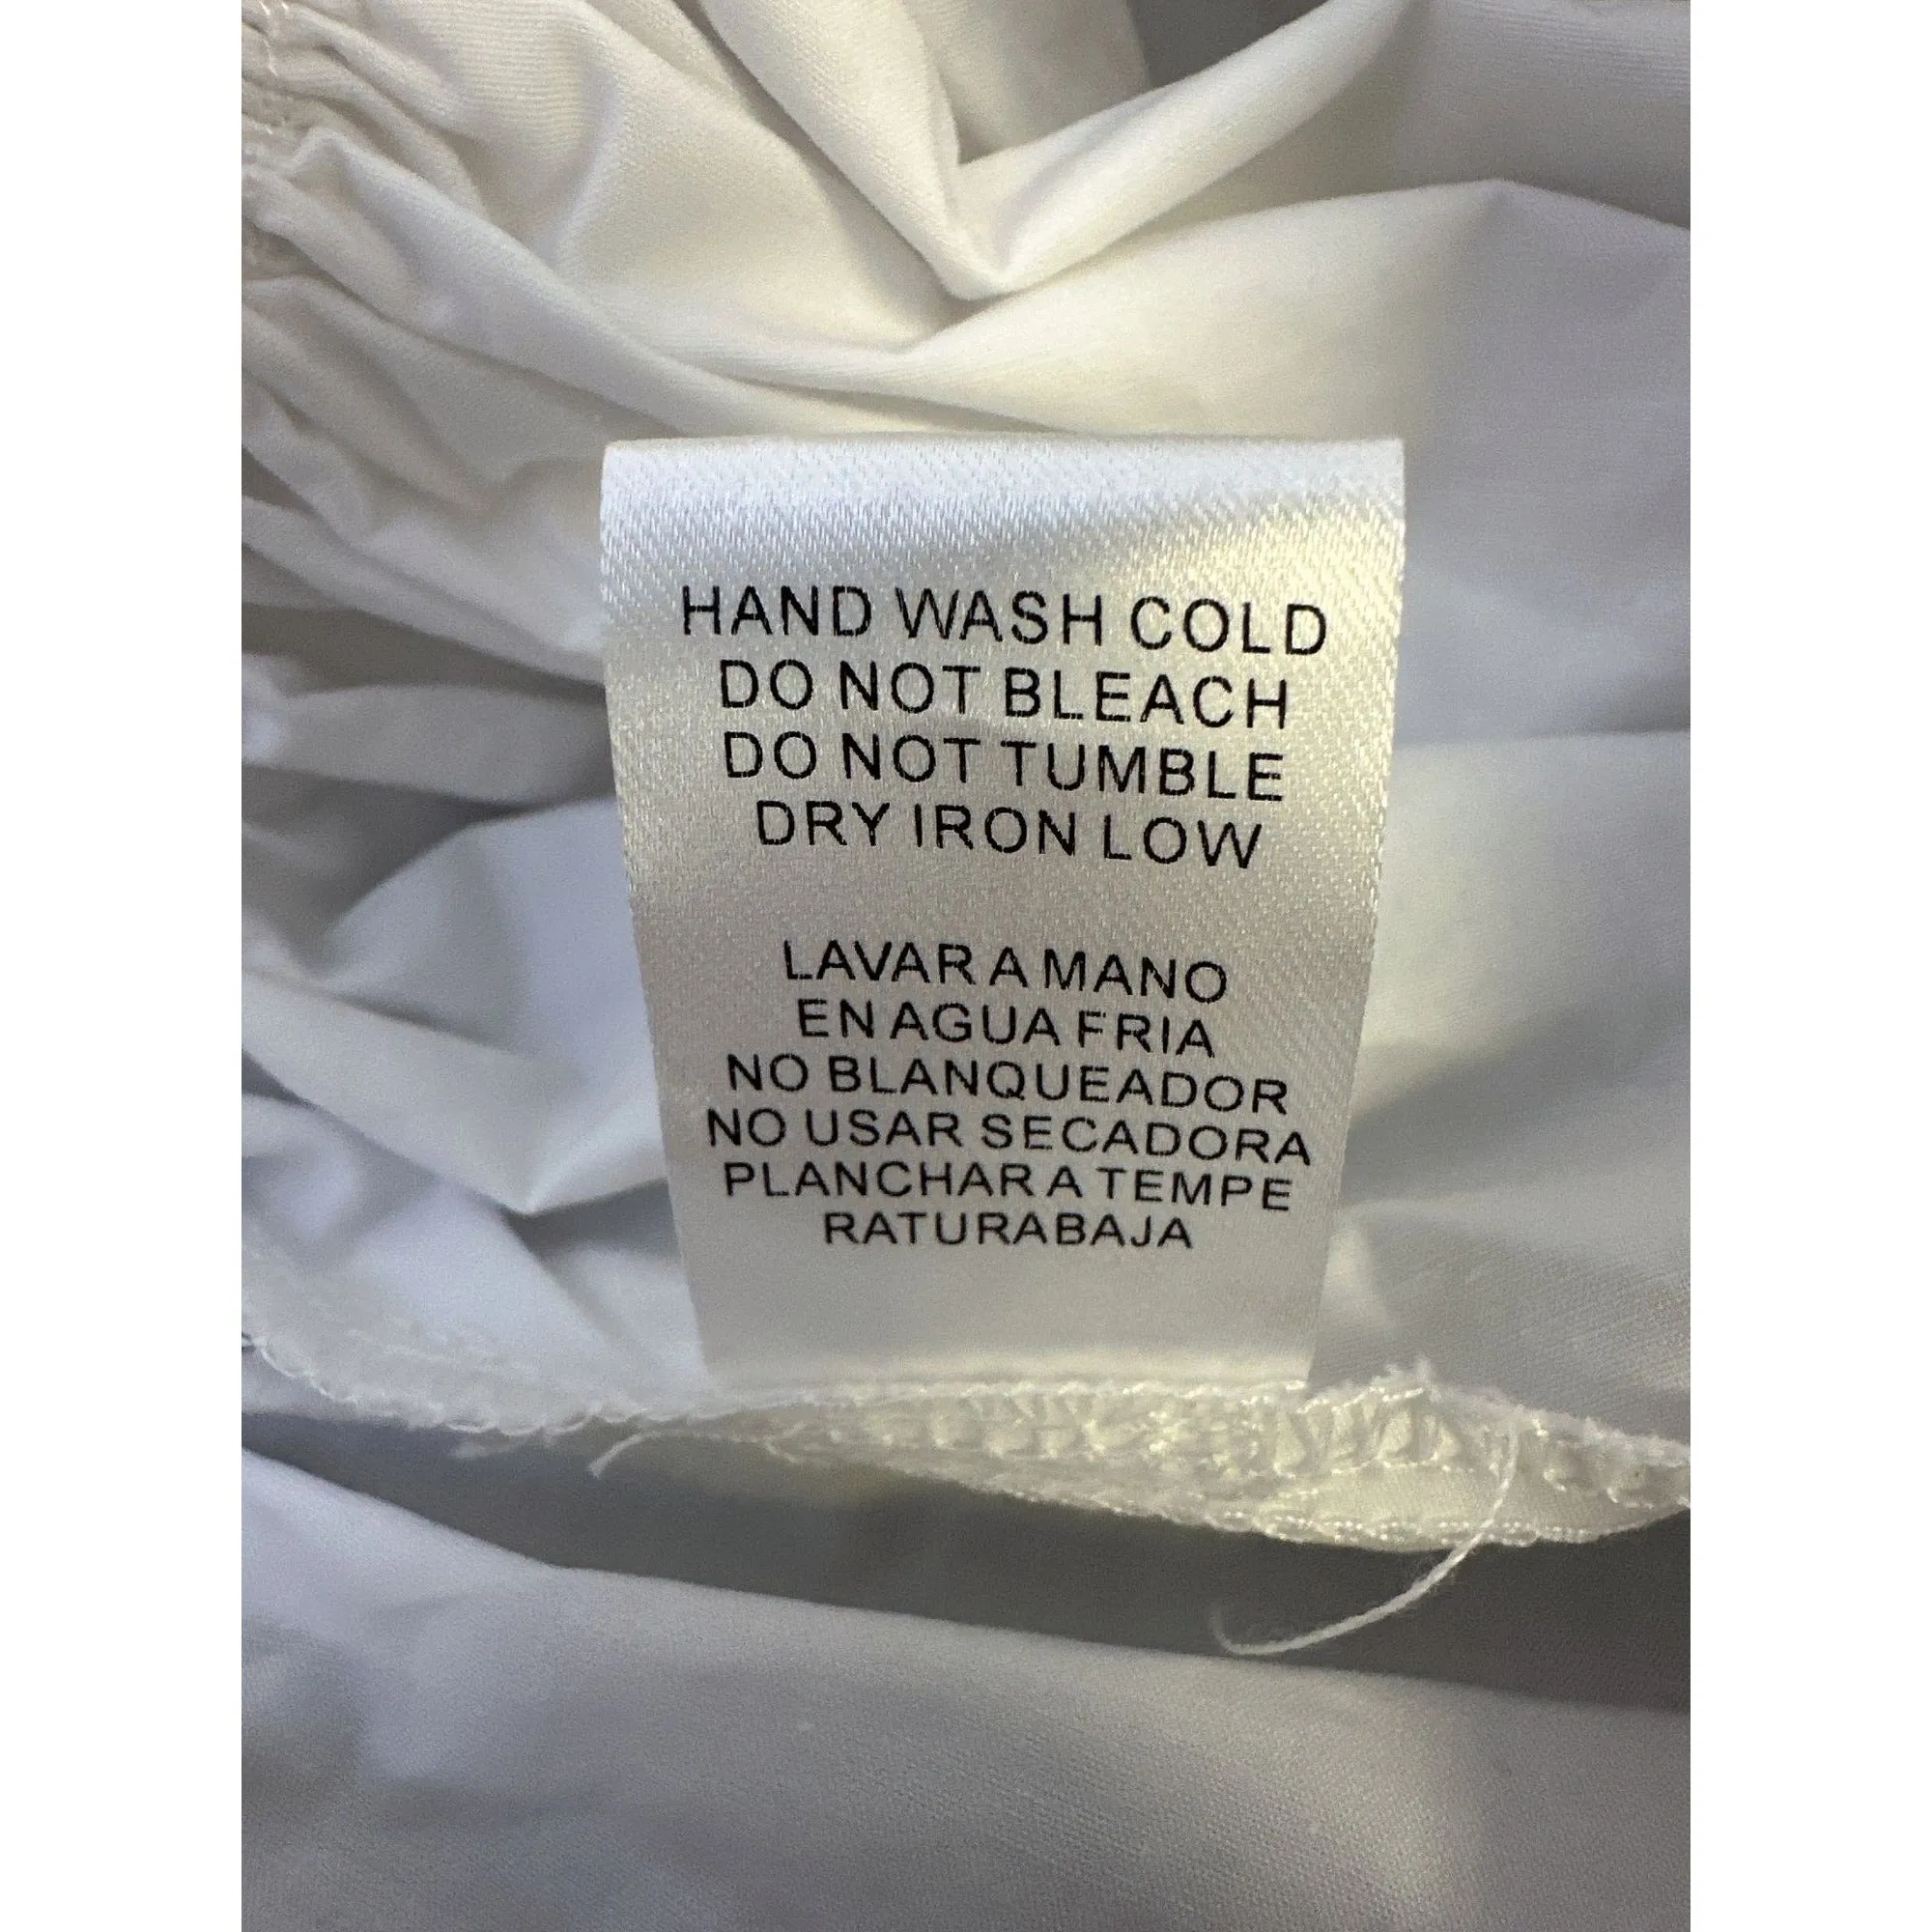 HAND WASH COLD
DO NOT BLEACH
DO NOT TUMBLE
DRY IRON LOW
LAVAR A MANO
EN AGUA FRIA
NO BLANQUEADOR
NO USAR SECADORA
PLANCHAR A TEMPE
RATURABAJA